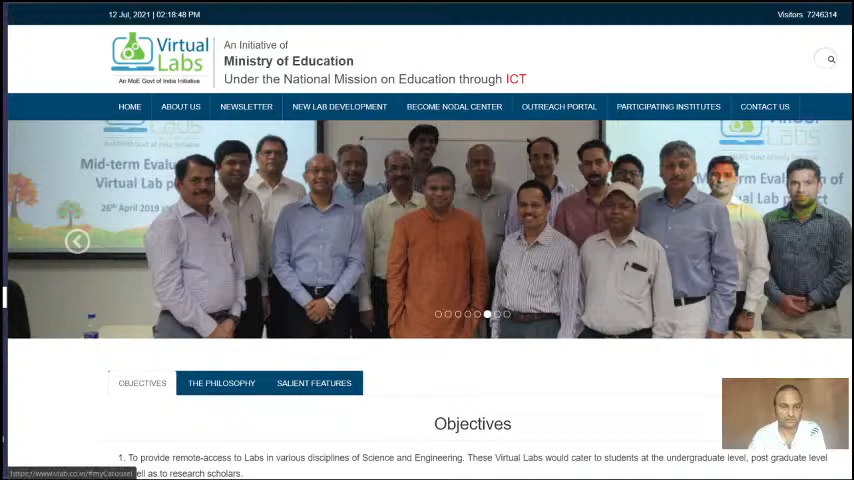 12 Jul, 2021 | 02:18:48 PM
Visitors 7246314
Virtual Labs
An MoE Govt of India Initiative
An Initiative of
Ministry of Education
Under the National Mission on Education through ICT
HOME ABOUT US NEWSLETTER NEW LAB DEVELOPMENT BECOME NODAL CENTER OUTREACH PORTAL PARTICIPATING INSTITUTES CONTACT US
Mid-term Evalu
Virtual Lab p
26th April 2019
Labs
Evaluation of
tual Lab
OBJECTIVES THE PHILOSOPHY SALIENT FEATURES
Objectives
1. To provide remote-access to Labs in various disciplines of Science and Engineering. These Virtual Labs would cater to students at the undergraduate level, post graduate level
ell as to research scholars.
https://www.vlab.co.in/#myCarousel